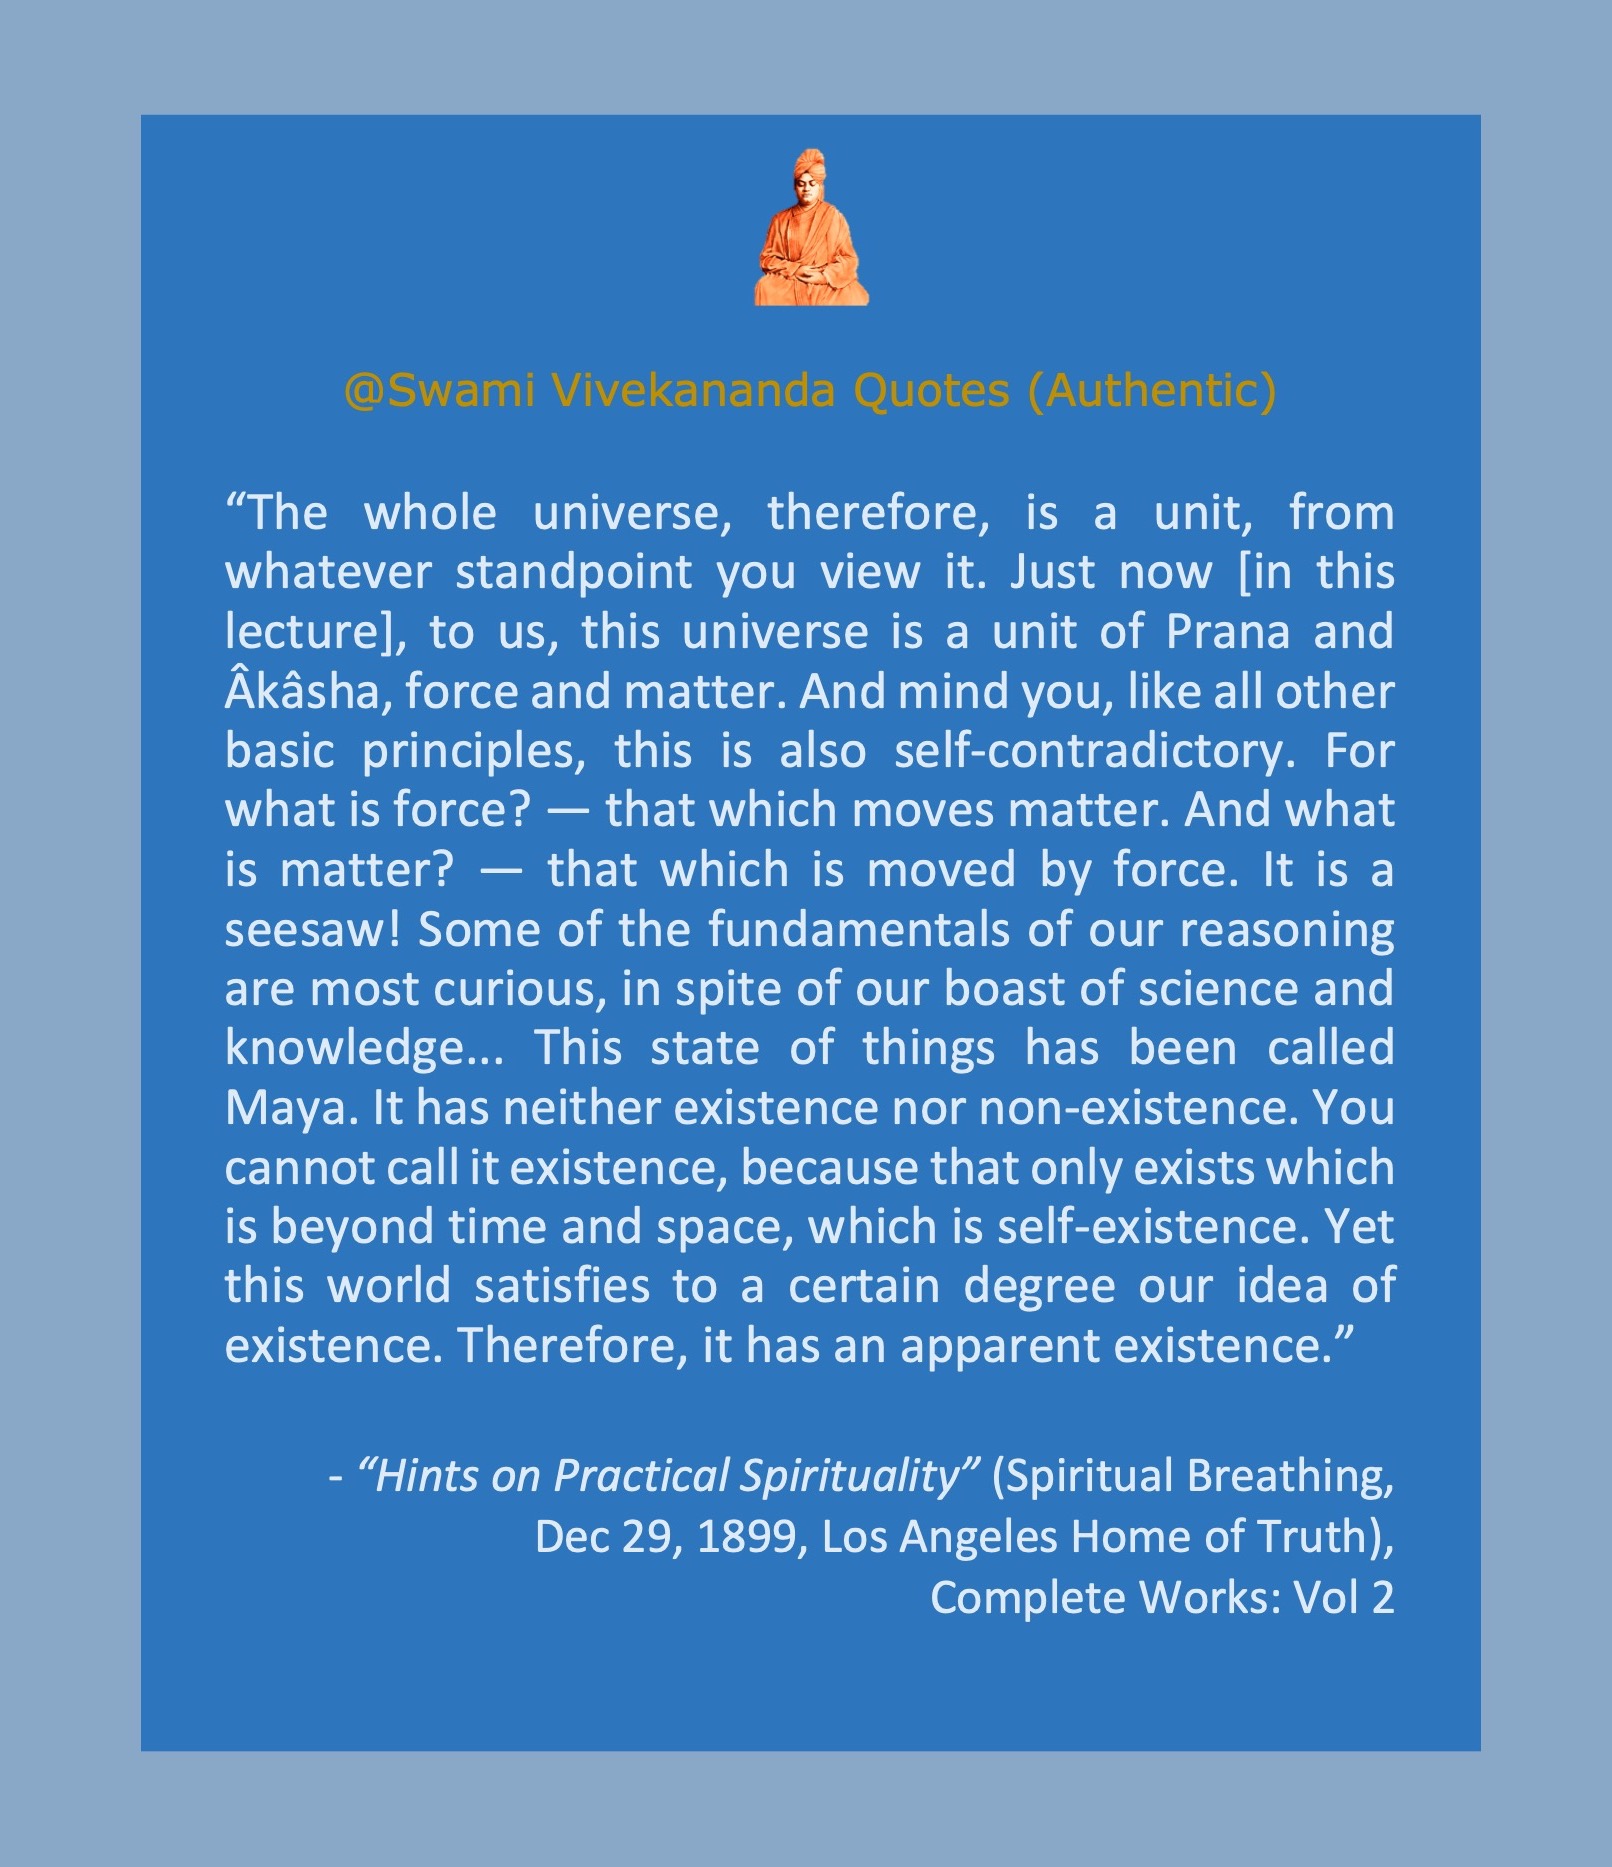 @Swami Vivekananda Quotes (Authentic)
“The whole universe, therefore, is a unit, from
whatever standpoint you view it. Just now [in this
lecture], to us, this universe is a unit of Prana and
Âkâsha, force and matter. And mind you, like all other
basic principles, this is also self-contradictory. For
what is force? — that which moves matter. And what
is matter? — that which is moved by force. It is a
seesaw! Some of the fundamentals of our reasoning
are most curious, in spite of our boast of science and
knowledge... This state of things has been called
Maya. It has neither existence nor non-existence. You
cannot call it existence, because that only exists which
is beyond time and space, which is self-existence. Yet
this world satisfies to a certain degree our idea of
existence. Therefore, it has an apparent existence.”
- “Hints on Practical Spirituality” (Spiritual Breathing,
Dec 29, 1899, Los Angeles Home of Truth),
Complete Works: Vol 2